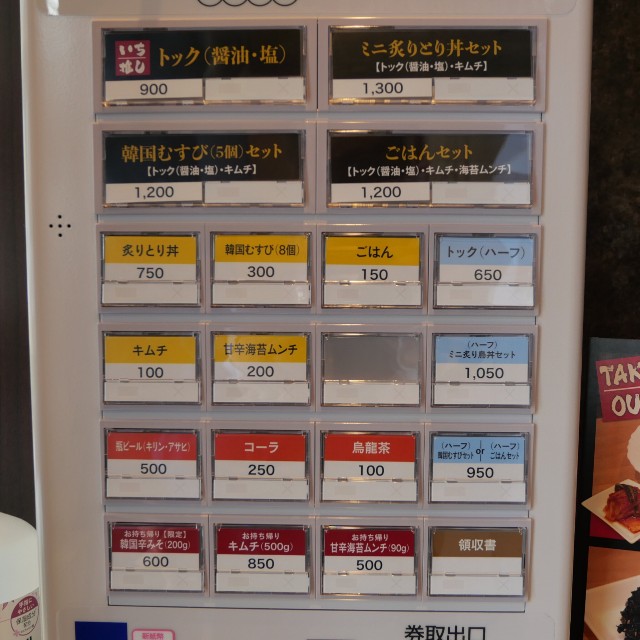 いち推し
トック(醤油・塩)
900
ミニ炙りとり丼セット
【トック(醤油・塩)・キムチ】
1,300
韓国むすび(5個)セット
【トック(醤油・塩)・キムチ】
1,200
ごはんセット
【トック(醤油・塩)・キムチ・海苔ムンチ】
1,200
炙りとり丼
750
韓国むすび(8個)
300
ごはん
150
トック(ハーフ)
650
キムチ
100
甘辛海苔ムンチ
200
(ハーフ)
ミニ炙り鳥丼セット
1,050
瓶ビール(キリン・アサヒ)
500
コーラ
250
烏龍茶
100
(ハーフ)
韓国むすびセット
or
(ハーフ)
ごはんセット
950
お持ち帰り【限定】
韓国辛みそ(200g)
600
お持ち帰り
キムチ(500g)
850
お持ち帰り
甘辛海苔ムンチ(90g)
500
領収書
券取出口
TAK
OU